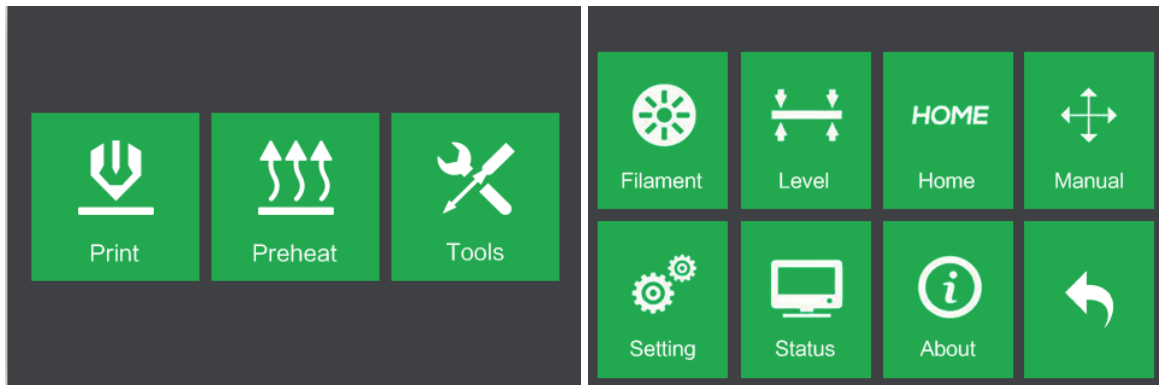 Print
Preheat
Tools
HOME
Filament
Level
Home
Manual
i
Setting
Status
About